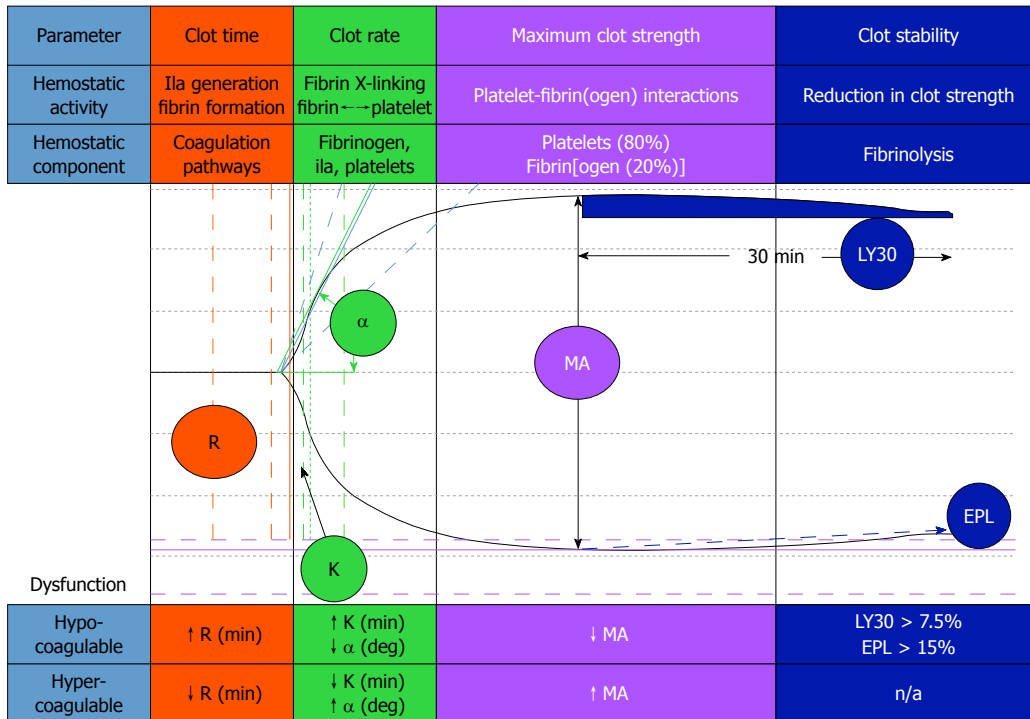 Parameter
Clot time
Clot rate
Maximum clot strength
Clot stability
Hemostatic
activity
Ila generation
fibrin formation
Fibrin X-linking
fibrin←→platelet
Platelet-fibrin(ogen) interactions
Reduction in clot strength
Hemostatic
component
Coagulation
pathways
Fibrinogen,
ila, platelets
Platelets (80%)
Fibrin[ogen (20%)]
Fibrinolysis
30 min
LY30
α
MA
R
EPL
K
Dysfunction
Hypo-
coagulable
↑ R (min)
↑ K (min)
↓ α (deg)
↓ MA
LY30 > 7.5%
EPL > 15%
Hyper-
coagulable
↓ R (min)
↓ K (min)
↑ α (deg)
↑ MA
n/a